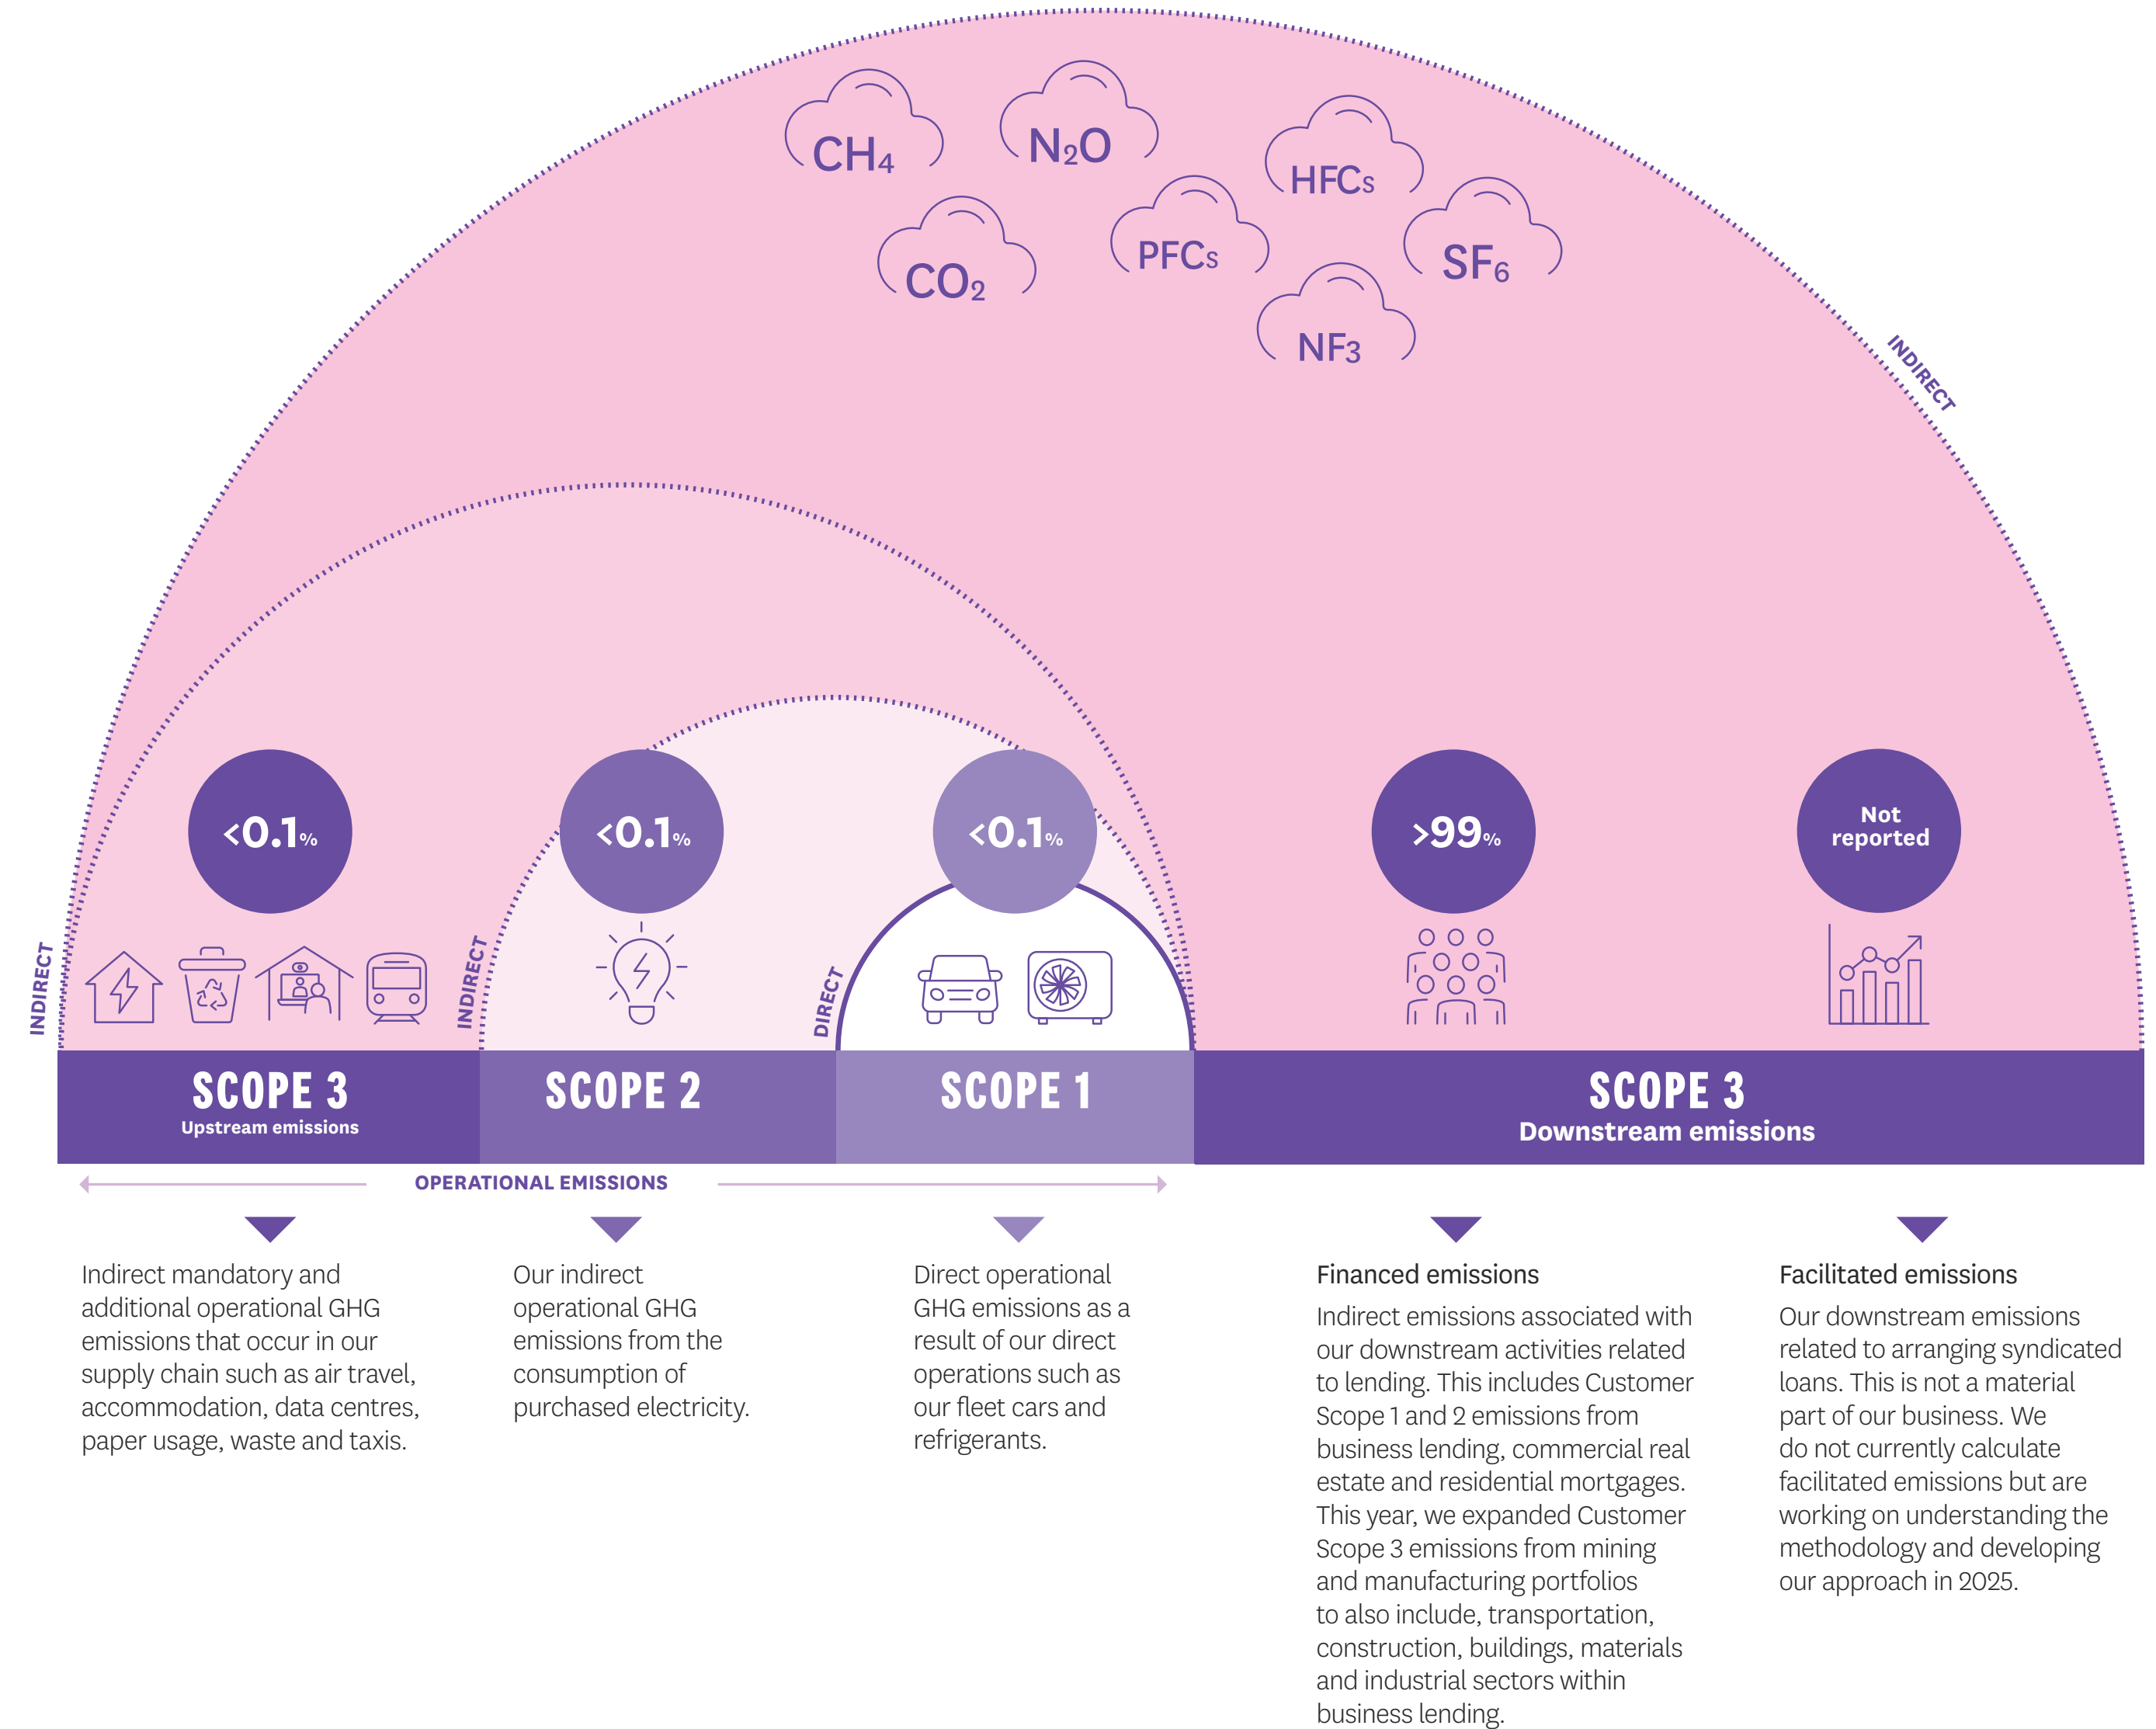 CH4
N2O
HFCs
CO2
PFCs
SF6
NF3
INDIRECT
<0.1%
<0.1%
<0.1%
>99%
Not
reported
INDIRECT
INDIRECT
DIRECT
SCOPE 3
Upstream emissions
SCOPE 2
SCOPE 1
SCOPE 3
Downstream emissions
OPERATIONAL EMISSIONS
Indirect mandatory and
additional operational GHG
emissions that occur in our
supply chain such as air travel,
accommodation, data centres,
paper usage, waste and taxis.
Our indirect
operational GHG
emissions from the
consumption of
purchased electricity.
Direct operational
GHG emissions as a
result of our direct
operations such as
our fleet cars and
refrigerants.
Financed emissions
Indirect emissions associated with
our downstream activities related
to lending. This includes Customer
Scope 1 and 2 emissions from
business lending, commercial real
estate and residential mortgages.
This year, we expanded Customer
Scope 3 emissions from mining
and manufacturing portfolios
to also include, transportation,
construction, buildings, materials
and industrial sectors within
business lending.
Facilitated emissions
Our downstream emissions
related to arranging syndicated
loans. This is not a material
part of our business. We
do not currently calculate
facilitated emissions but are
working on understanding the
methodology and developing
our approach in 2025.